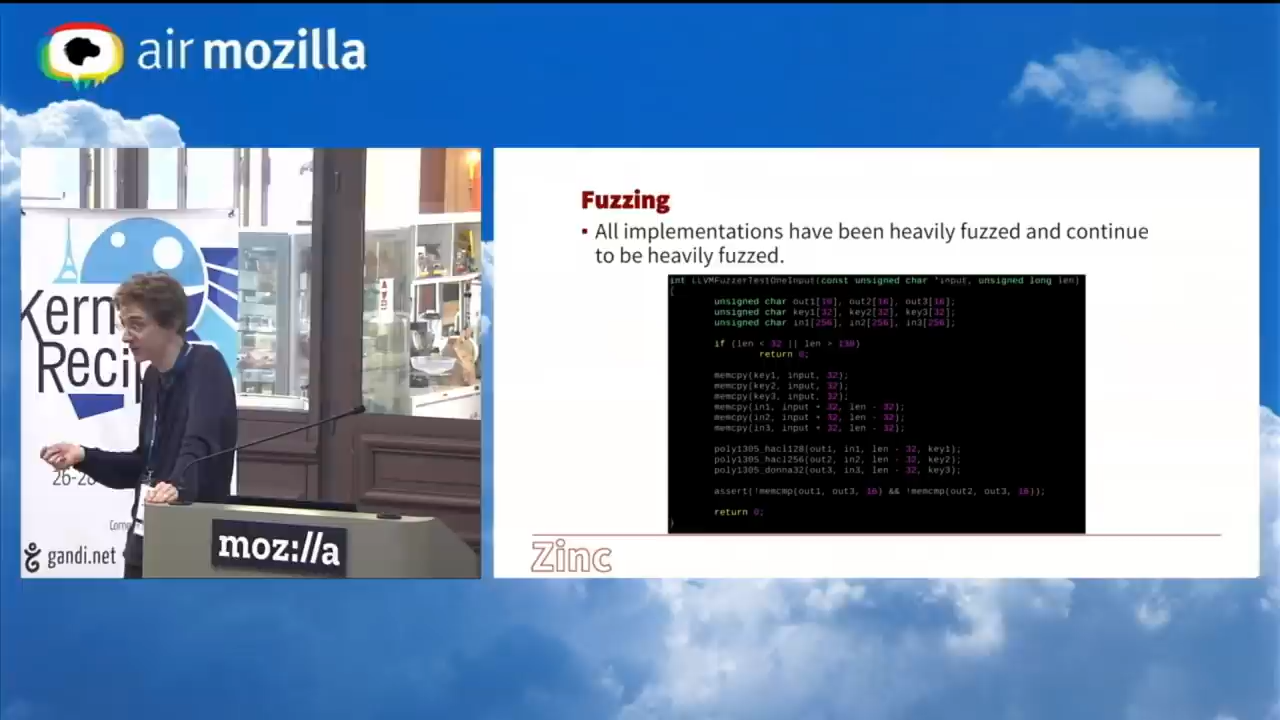 air mozilla
Kern
Recip
26-28
Com
gandi.net
moz://a
Fuzzing
▪ All implementations have been heavily fuzzed and continue
to be heavily fuzzed.
int LLVMFuzzerTestOneInput(const unsigned char *input, unsigned long len)
{
unsigned char out1[16], out2[16], out3[16];
unsigned char key1[32], key2[32], key3[32];
unsigned char in1[256], in2[256], in3[256];
if (len < 32 || len > 130)
return 0;
memcpy(key1, input, 32);
memcpy(key2, input, 32);
memcpy(key3, input, 32);
memcpy(in1, input + 32, len - 32);
memcpy(in2, input + 32, len - 32);
memcpy(in3, input + 32, len - 32);
poly1305_hacl128(out1, in1, len - 32, key1);
poly1305_hacl256(out2, in2, len - 32, key2);
poly1305_donna32(out3, in3, len - 32, key3);
assert(!memcmp(out1, out3, 16) && !memcmp(out2, out3, 16));
return 0;
}
Zinc